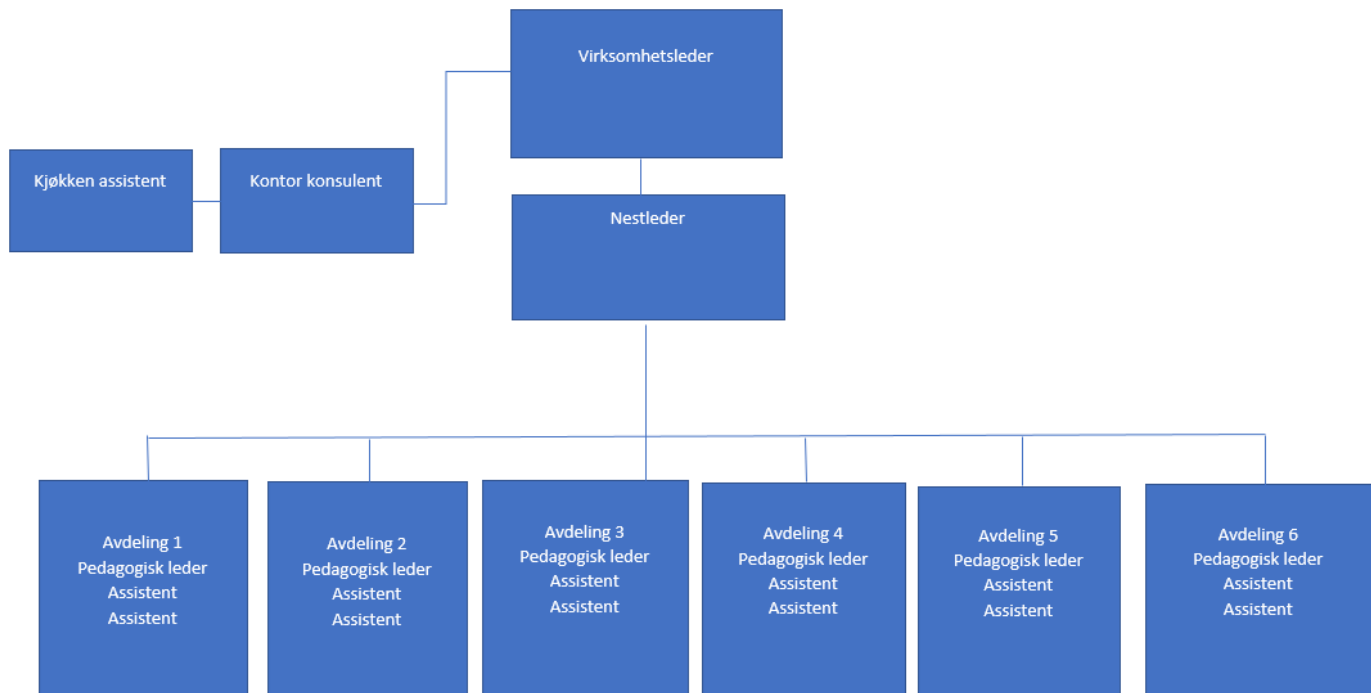 Virksomhetsleder
Kjøkken assistent
Kontor konsulent
Nestleder
Avdeling 1
Pedagogisk leder
Assistent
Assistent
Avdeling 2
Pedagogisk leder
Assistent
Assistent
Avdeling 3
Pedagogisk leder
Assistent
Assistent
Avdeling 4
Pedagogisk leder
Assistent
Assistent
Avdeling 5
Pedagogisk leder
Assistent
Assistent
Avdeling 6
Pedagogisk leder
Assistent
Assistent